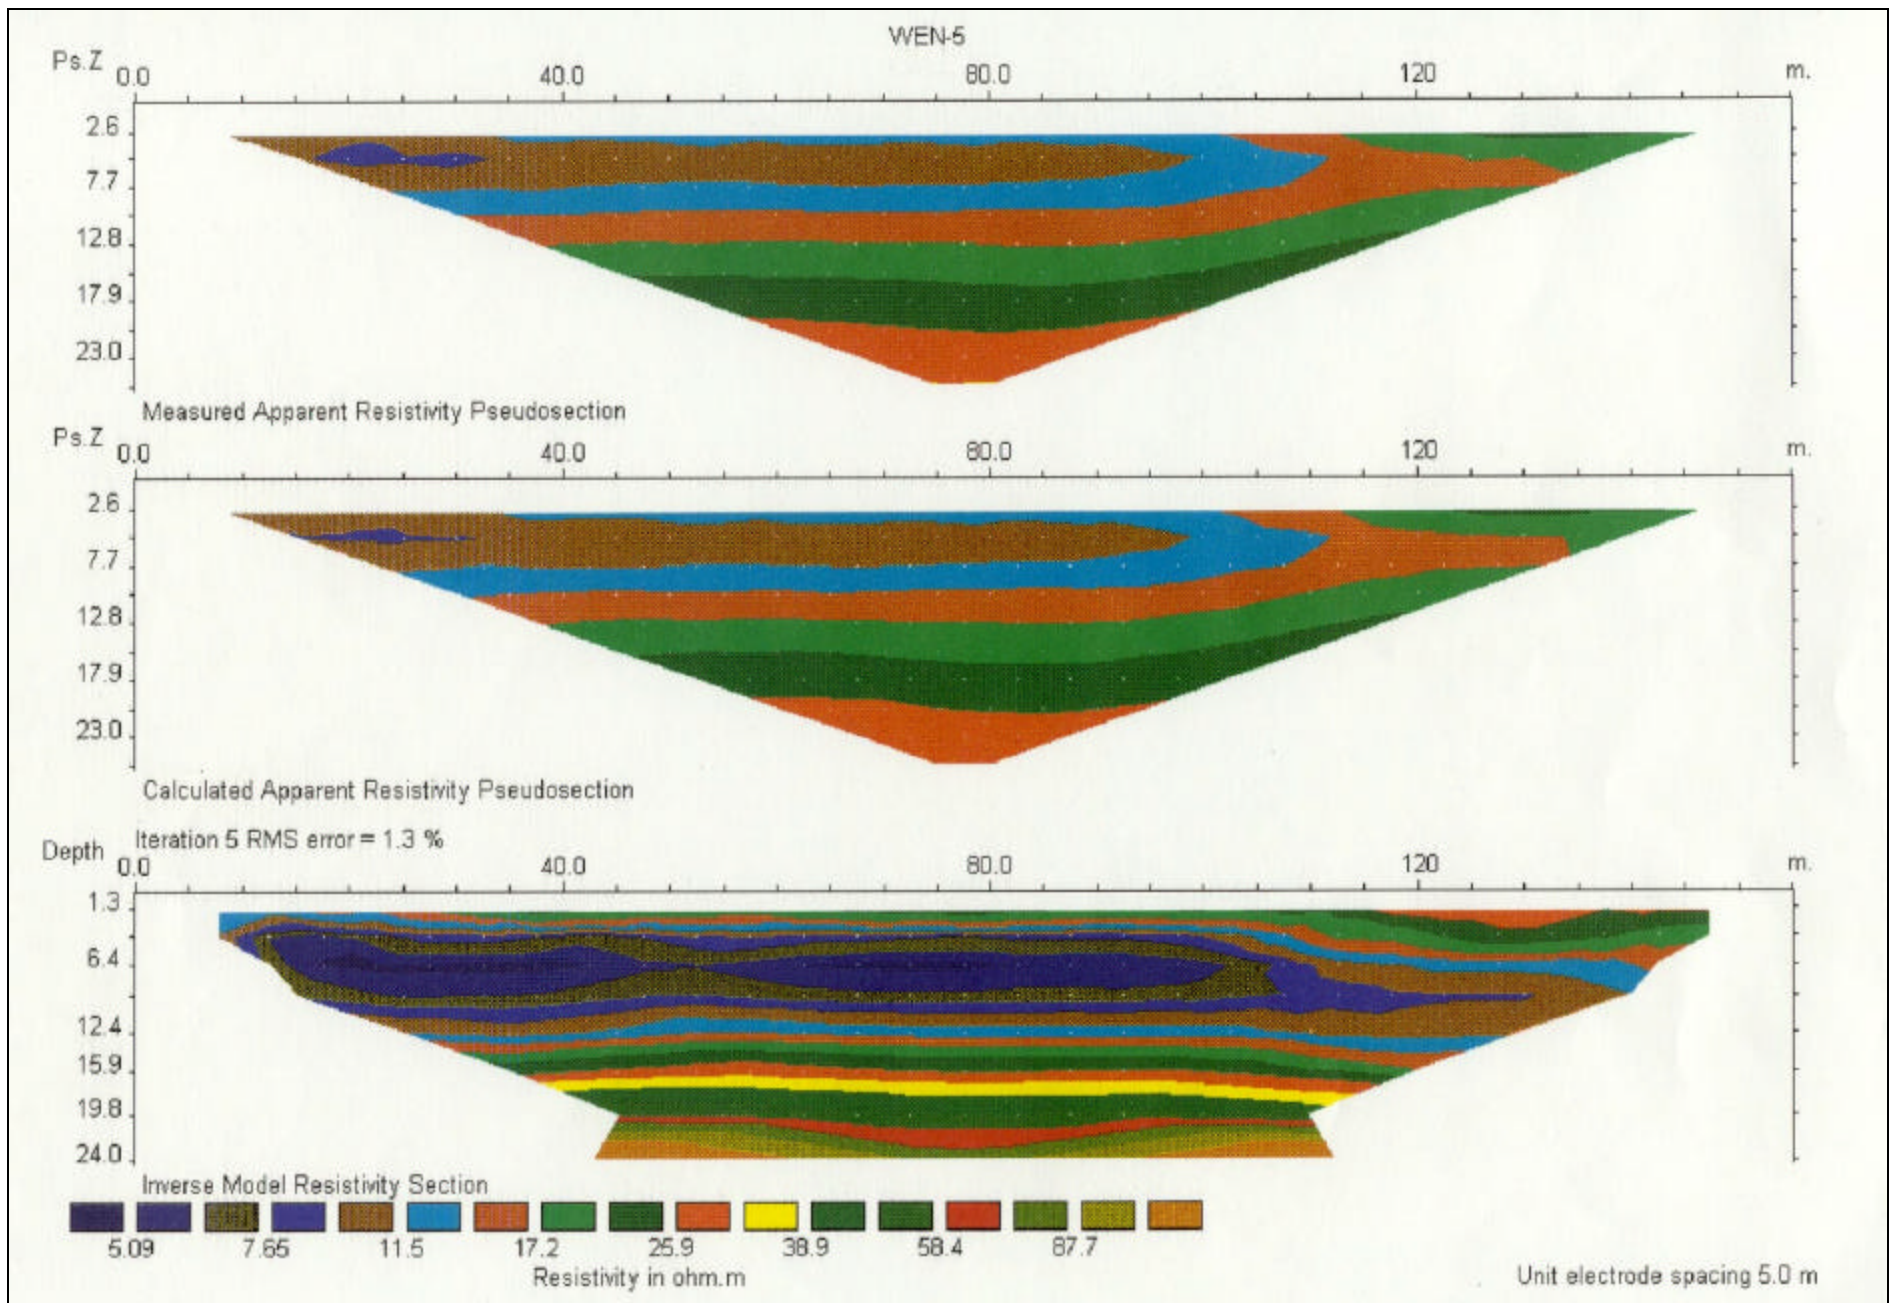 WEN-5
Ps.Z 0.0 40.0 80.0 120 m.
2.6
7.7
12.8
17.9
23.0
Measured Apparent Resistivity Pseudosection
Ps.Z 0.0 40.0 80.0 120 m.
2.6
7.7
12.8
17.9
23.0
Calculated Apparent Resistivity Pseudosection
Iteration 5 RMS error = 1.3 %
Depth 0.0 40.0 80.0 120 m.
1.3
6.4
12.4
15.9
19.8
24.0
Inverse Model Resistivity Section
5.09 7.65 11.5 17.2 25.9 38.9 58.4 87.7
Resistivity in ohm.m
Unit electrode spacing 5.0 m